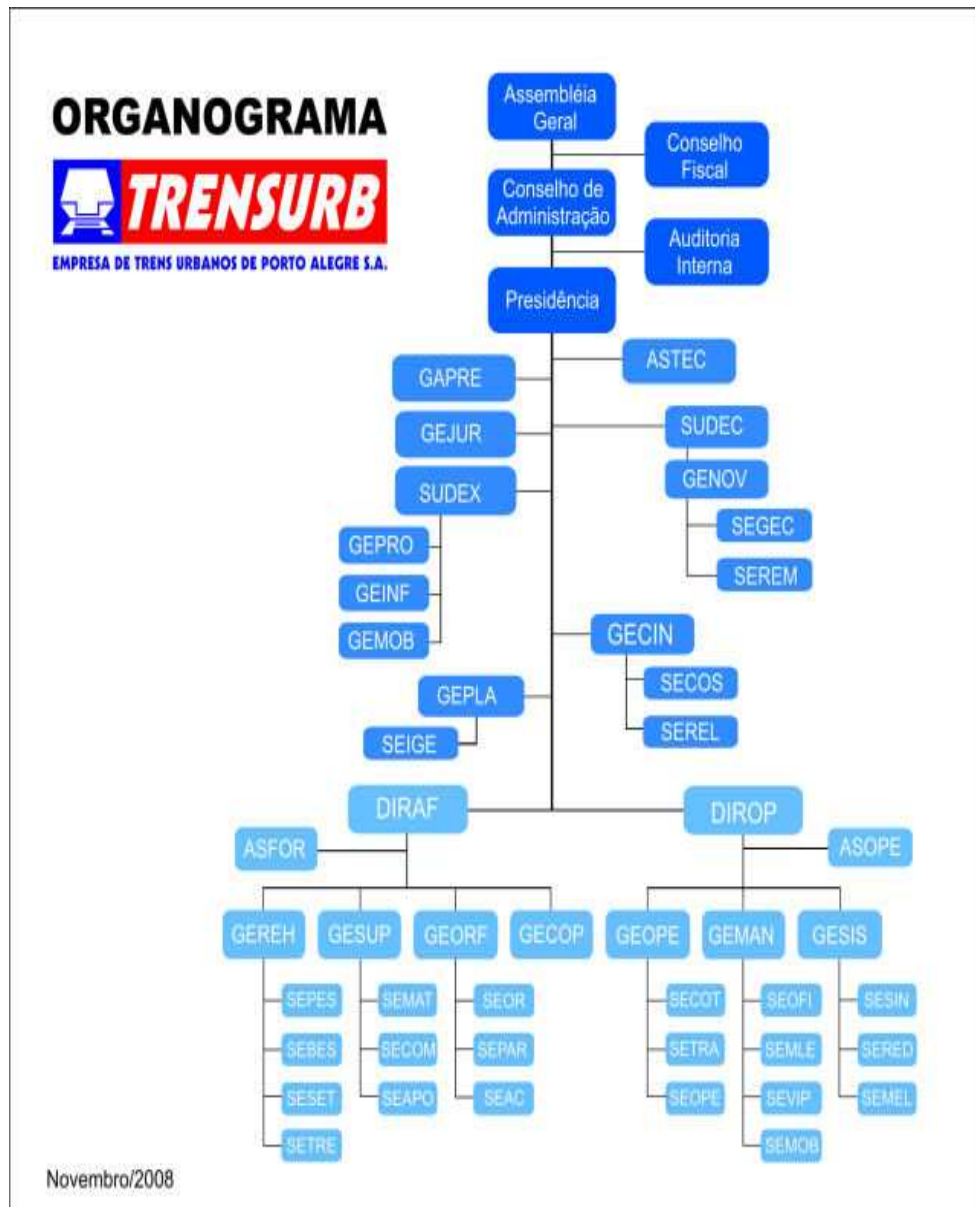 ORGANOGRAMA
TRENSURB
EMPRESA DE TRENS URBANOS DE PORTO ALEGRE S.A.
Assembléia
Geral
Conselho
Fiscal
Conselho de
Administração
Auditoria
Interna
Presidência
ASTEC
GAPRE
SUDEC
GEJUR
GENOV
SUDEX
SEGEC
GEPRO
SEREM
GEINF
GECIN
GEMOB
SECOS
GEPLA
SEREL
SEIGE
DIRAF
DIROP
ASFOR
ASOPE
GEREH
GESUP
GEORF
GECOP
GEOPE
GEMAN
GESIS
SEPES
SEMAT
SEOR
SECOT
SEOFI
SESIN
SEBES
SECOM
SEPAR
SETRA
SEMLE
SERED
SESET
SEAPO
SEAC
SEOPE
SEVIP
SEMEL
SETRE
SEMOB
Novembro/2008